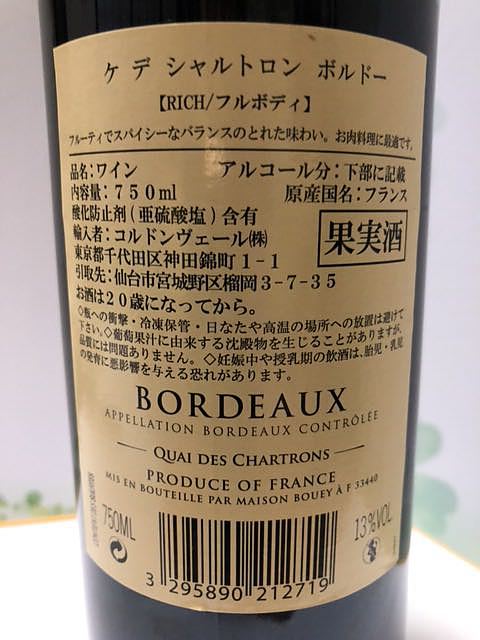 ケ デ シャルトロン ボルドー
【RICH/フルボディ】
フルーティでスパイシーなバランスのとれた味わい。お肉料理に最適です。
品名：ワイン アルコール分：下部に記載
内容量：７５０ml 原産国名：フランス
酸化防止剤(亜硫酸塩)含有
輸入者：コルドンヴェール㈱
東京都千代田区神田錦町１-１
引取先：仙台市宮城野区榴岡３-７-３５
果実酒
お酒は２０歳になってから。
◇瓶への衝撃・冷凍保管・日なたや高温の場所への放置は避けて
下さい。◇葡萄果汁に由来する沈殿物を生じることがありますが、
品質には問題ありません。◇妊娠中や授乳期の飲酒は、胎児・乳児
の発育に悪影響を与える恐れがあります。
BORDEAUX
APPELLATION BORDEAUX CONTRÔLÉE
QUAI DES CHARTRONS
PRODUCE OF FRANCE
MIS EN BOUTEILLE PAR MAISON BOUEY À F 33440
750ML
13%VOL
3 295890 212719